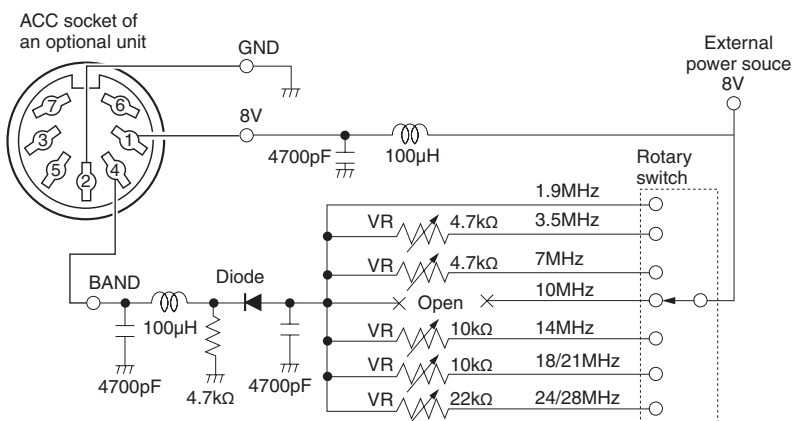 ACC socket of
an optional unit
GND
External
power souce
8V
8V
7
6
3
1
5
4
2
4700pF
100µH
Rotary
switch
1.9MHz
VR
4.7kΩ
3.5MHz
VR
4.7kΩ
7MHz
BAND
Diode
Open
10MHz
100µH
VR
10kΩ
14MHz
4700pF
4.7kΩ
4700pF
VR
10kΩ
18/21MHz
VR
22kΩ
24/28MHz